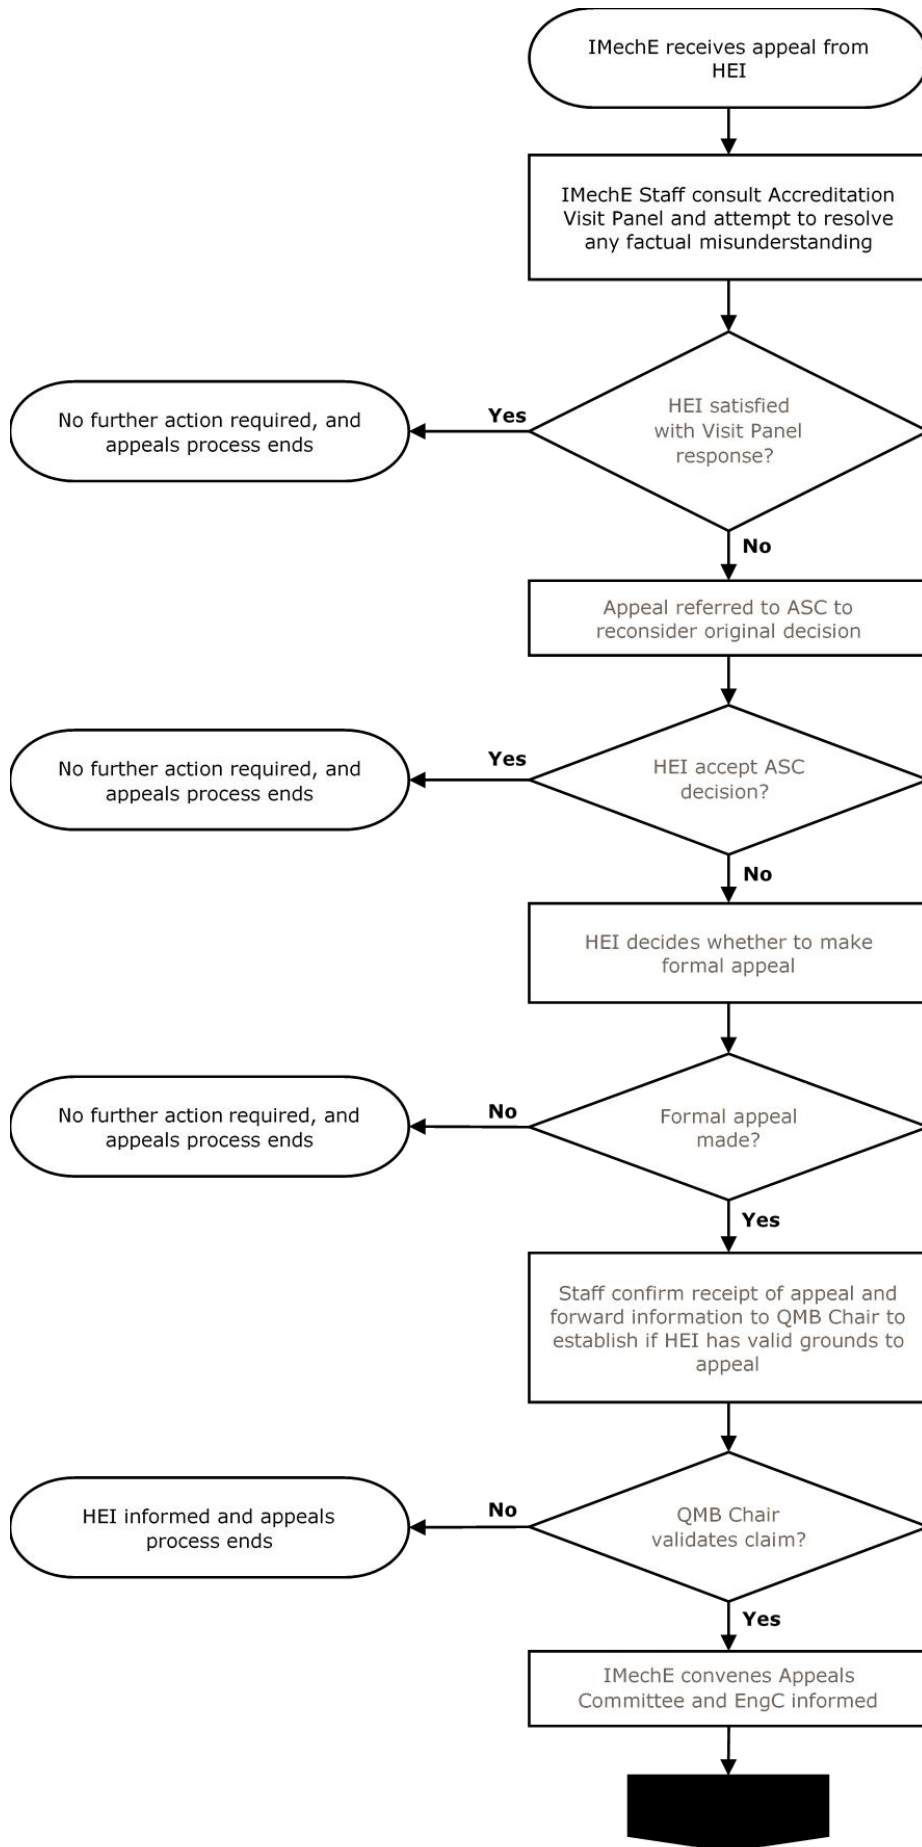 IMechE receives appeal from
HEI
IMechE Staff consult Accreditation
Visit Panel and attempt to resolve
any factual misunderstanding
HEI satisfied
with Visit Panel
response?
Yes
No further action required, and
appeals process ends
No
Appeal referred to ASC to
reconsider original decision
HEI accept ASC
decision?
Yes
No further action required, and
appeals process ends
No
HEI decides whether to make
formal appeal
Formal appeal
made?
No
No further action required, and
appeals process ends
Yes
Staff confirm receipt of appeal and
forward information to QMB Chair to
establish if HEI has valid grounds to
appeal
QMB Chair
validates claim?
No
HEI informed and appeals
process ends
Yes
IMechE convenes Appeals
Committee and EngC informed